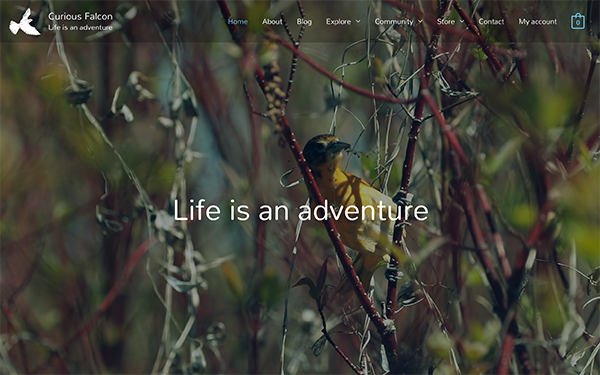 Curious Falcon
Life is an adventure
Home About Blog Explore Community Store Contact My account 0
Life is an adventure